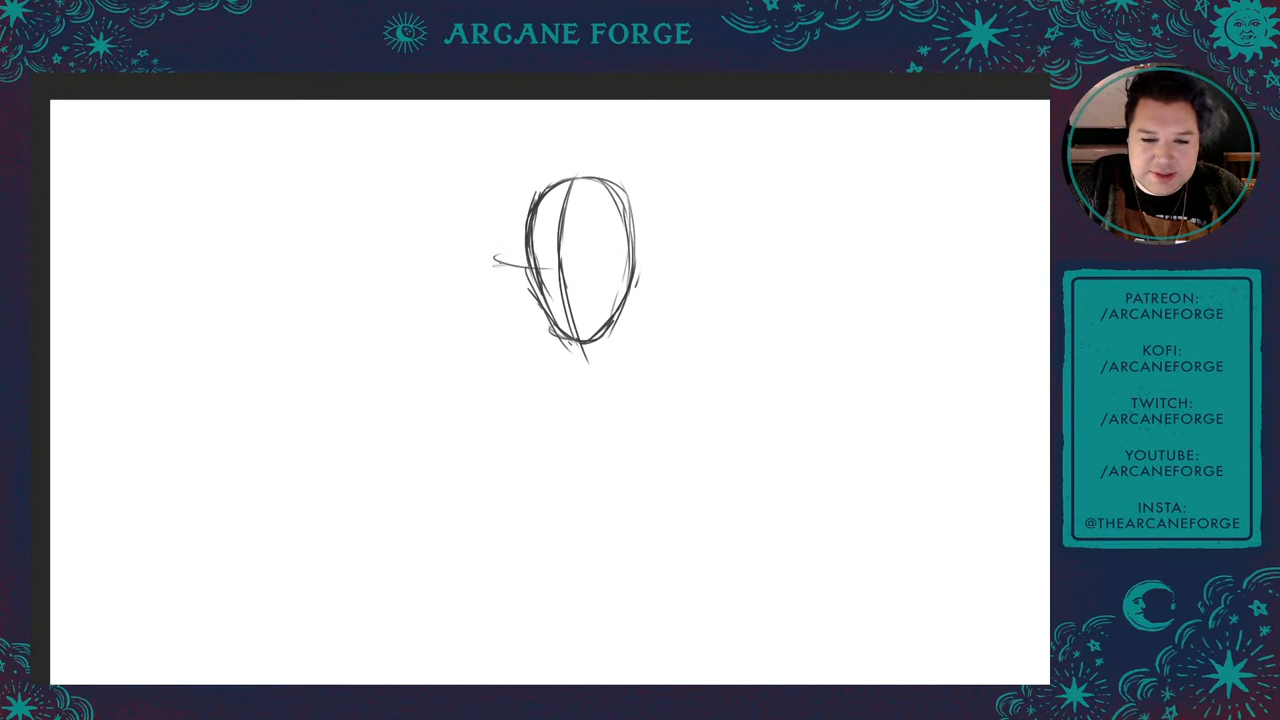 ARCANE FORGE
PATREON:
/ARCANEFORGE
KOFI:
/ARCANEFORGE
TWITCH:
/ARCANEFORGE
YOUTUBE:
/ARCANEFORGE
INSTA:
@THEARCANEFORGE